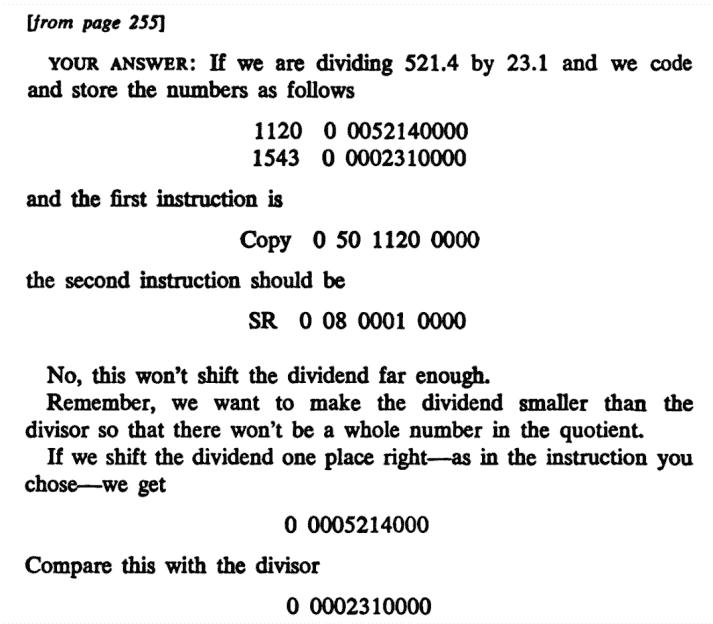 [from page 255]
YOUR ANSWER: If we are dividing 521.4 by 23.1 and we code
and store the numbers as follows
1120 0 0052140000
1543 0 0002310000
and the first instruction is
Copy 0 50 1120 0000
the second instruction should be
SR 0 08 0001 0000
No, this won't shift the dividend far enough.
Remember, we want to make the dividend smaller than the
divisor so that there won't be a whole number in the quotient.
If we shift the dividend one place right—as in the instruction you
chose—we get
0 0005214000
Compare this with the divisor
0 0002310000